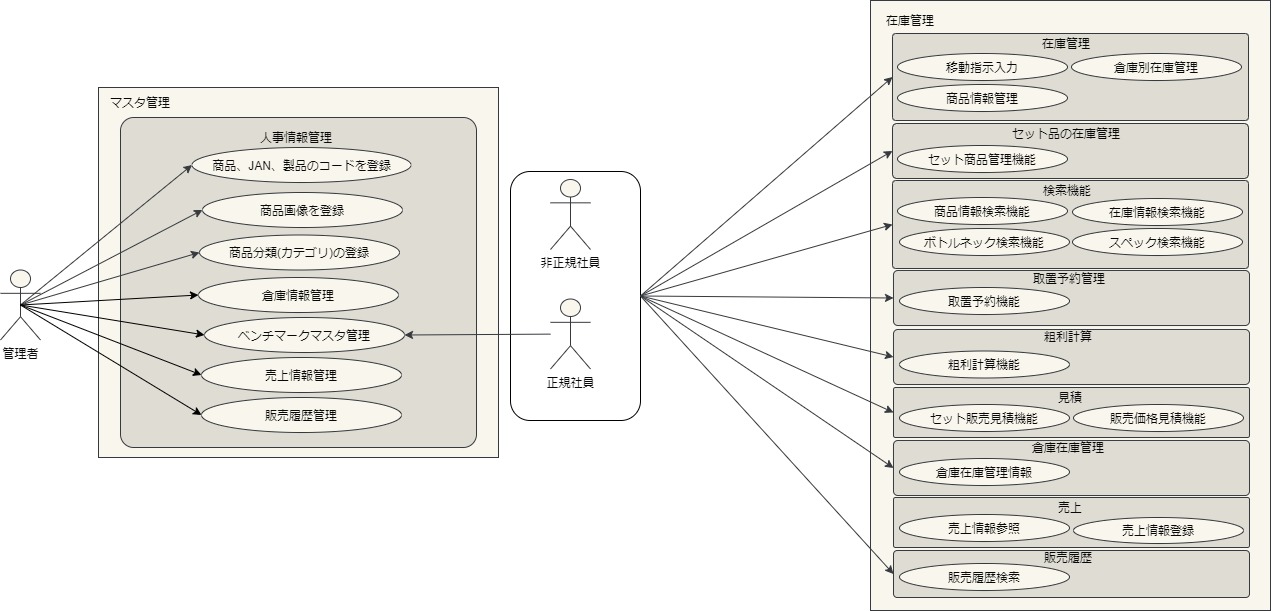 管理者
マスタ管理
人事情報管理
商品、JAN、製品のコードを登録
商品画像を登録
商品分類(カテゴリ)の登録
倉庫情報管理
ベンチマークマスタ管理
売上情報管理
販売履歴管理
非正規社員
正規社員
在庫管理
在庫管理
移動指示入力
倉庫別在庫管理
商品情報管理
セット品の在庫管理
セット商品管理機能
検索機能
商品情報検索機能
在庫情報検索機能
ボトルネック検索機能
スペック検索機能
取置予約管理
取置予約機能
粗利計算
粗利計算機能
見積
セット販売見積機能
販売価格見積機能
倉庫在庫管理
倉庫在庫管理情報
売上
売上情報参照
売上情報登録
販売履歴
販売履歴検索